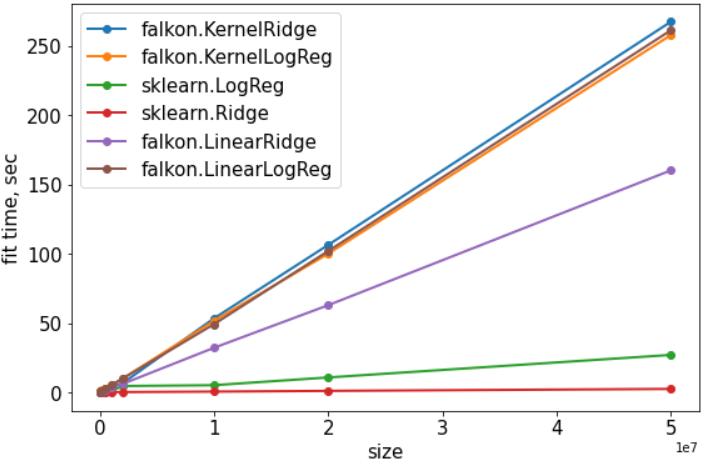 falkon.KernelRidge
falkon.KernelLogReg
sklearn.LogReg
sklearn.Ridge
falkon.LinearRidge
falkon.LinearLogReg
fit time, sec
250
200
150
100
50
0
0 1 2 3 4 5
1e7
size